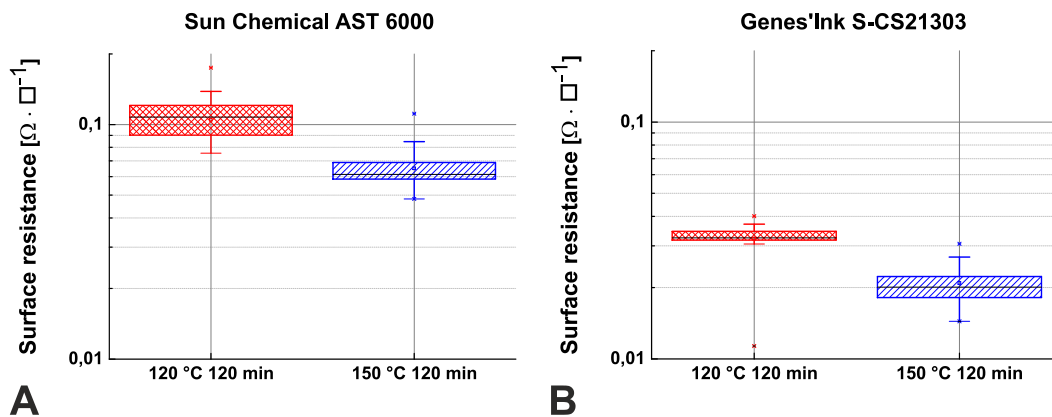 Sun Chemical AST 6000
Surface resistance [Ω · □⁻¹]
0,1
0,01
120 °C 120 min
150 °C 120 min
A
Genes'Ink S-CS21303
Surface resistance [Ω · □⁻¹]
0,1
0,01
120 °C 120 min
150 °C 120 min
B